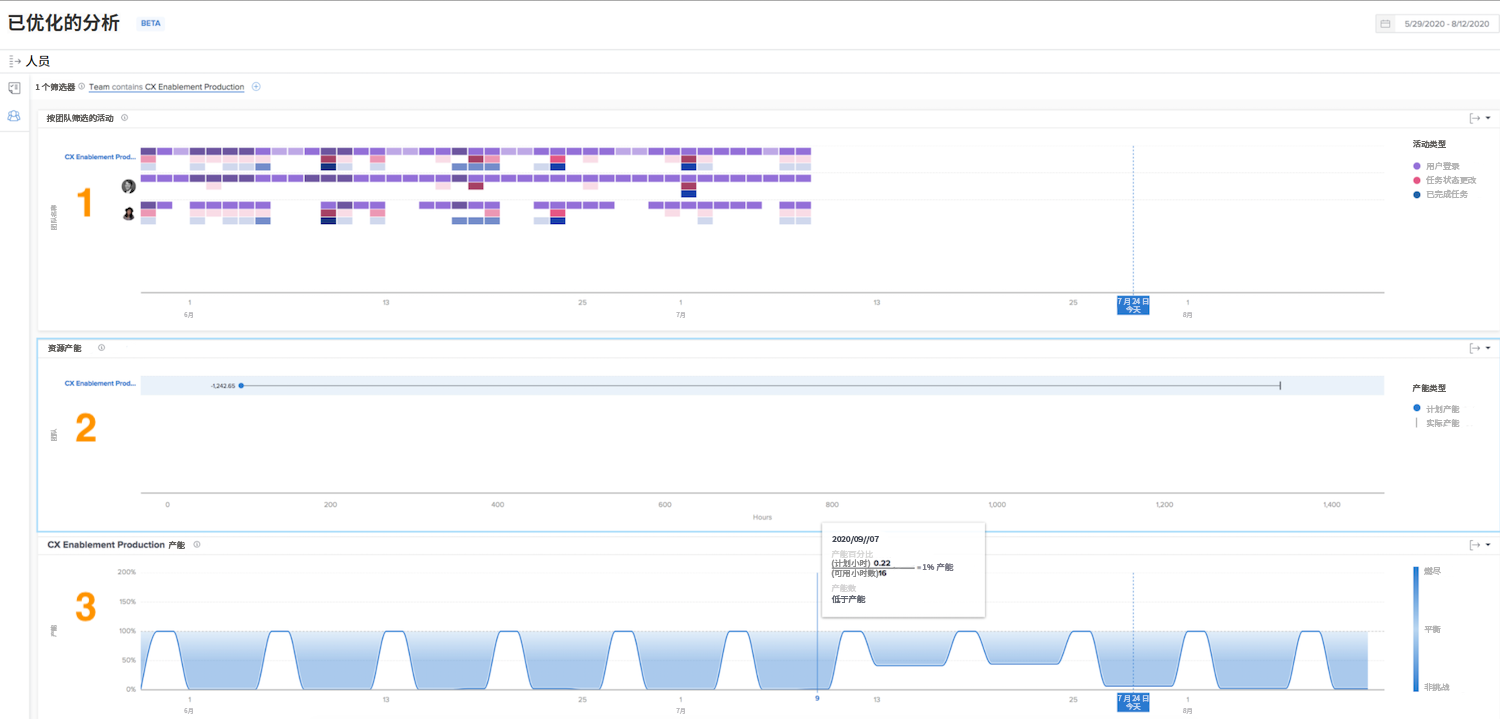 已优化的分析 BETA
5/29/2020 - 8/12/2020
人员
1 个筛选器 Team contains CX Enablement Production
按团队筛选的活动
CX Enablement Prod...
1
团队成员
1 13 25 1 13 25 1
6月 7月 8月
7 月 24 日
今天
活动类型
用户登录
任务状态更改
已完成任务
资源产能
CX Enablement Prod...
-1,242.65
2
团队
0 200 400 600 800 1,000 1,200 1,400
Hours
产能类型
计划产能
实际产能
CX Enablement Production 产能
200%
150%
100%
50%
0%
3
产能
1 13 25 1 9 13 25 1
6月 7月 8月
7 月 24 日
今天
2020/09//07
产能百分比
(计划小时) 0.22
(可用小时数)16
=1% 产能
产能数
低于产能
平衡
非挑战